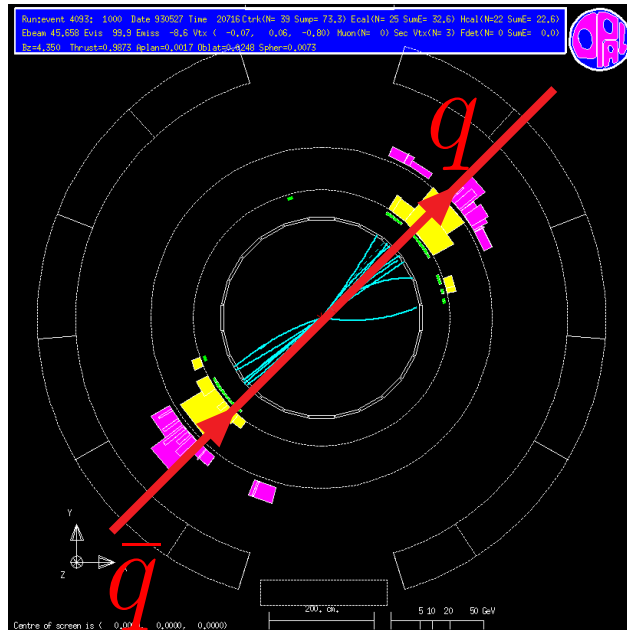 Run:event 4093: 1000 Date 930527 Time 20716 Ctrk(N= 39 Sump= 73.3) Ecal(N= 25 SumE= 32.6) Hcal(N=22 SumE= 22.6)
Ebeam 45.658 Evis 99.9 Emiss -8.6 Vtx ( -0.07, 0.06, -0.80) Muon(N= 0) Sec Vtx(N= 3) Fdet(N= 0 SumE= 0.0)
Bz=4.350 Thrust=0.9873 Aplan=0.0017 Oblat=0.0248 Spher=0.0073
OPAL
q
Y
Z X
q̅
200. cm.
5 10 20 50 GeV
Centre of screen is ( 0.0000, 0.0000, 0.0000)